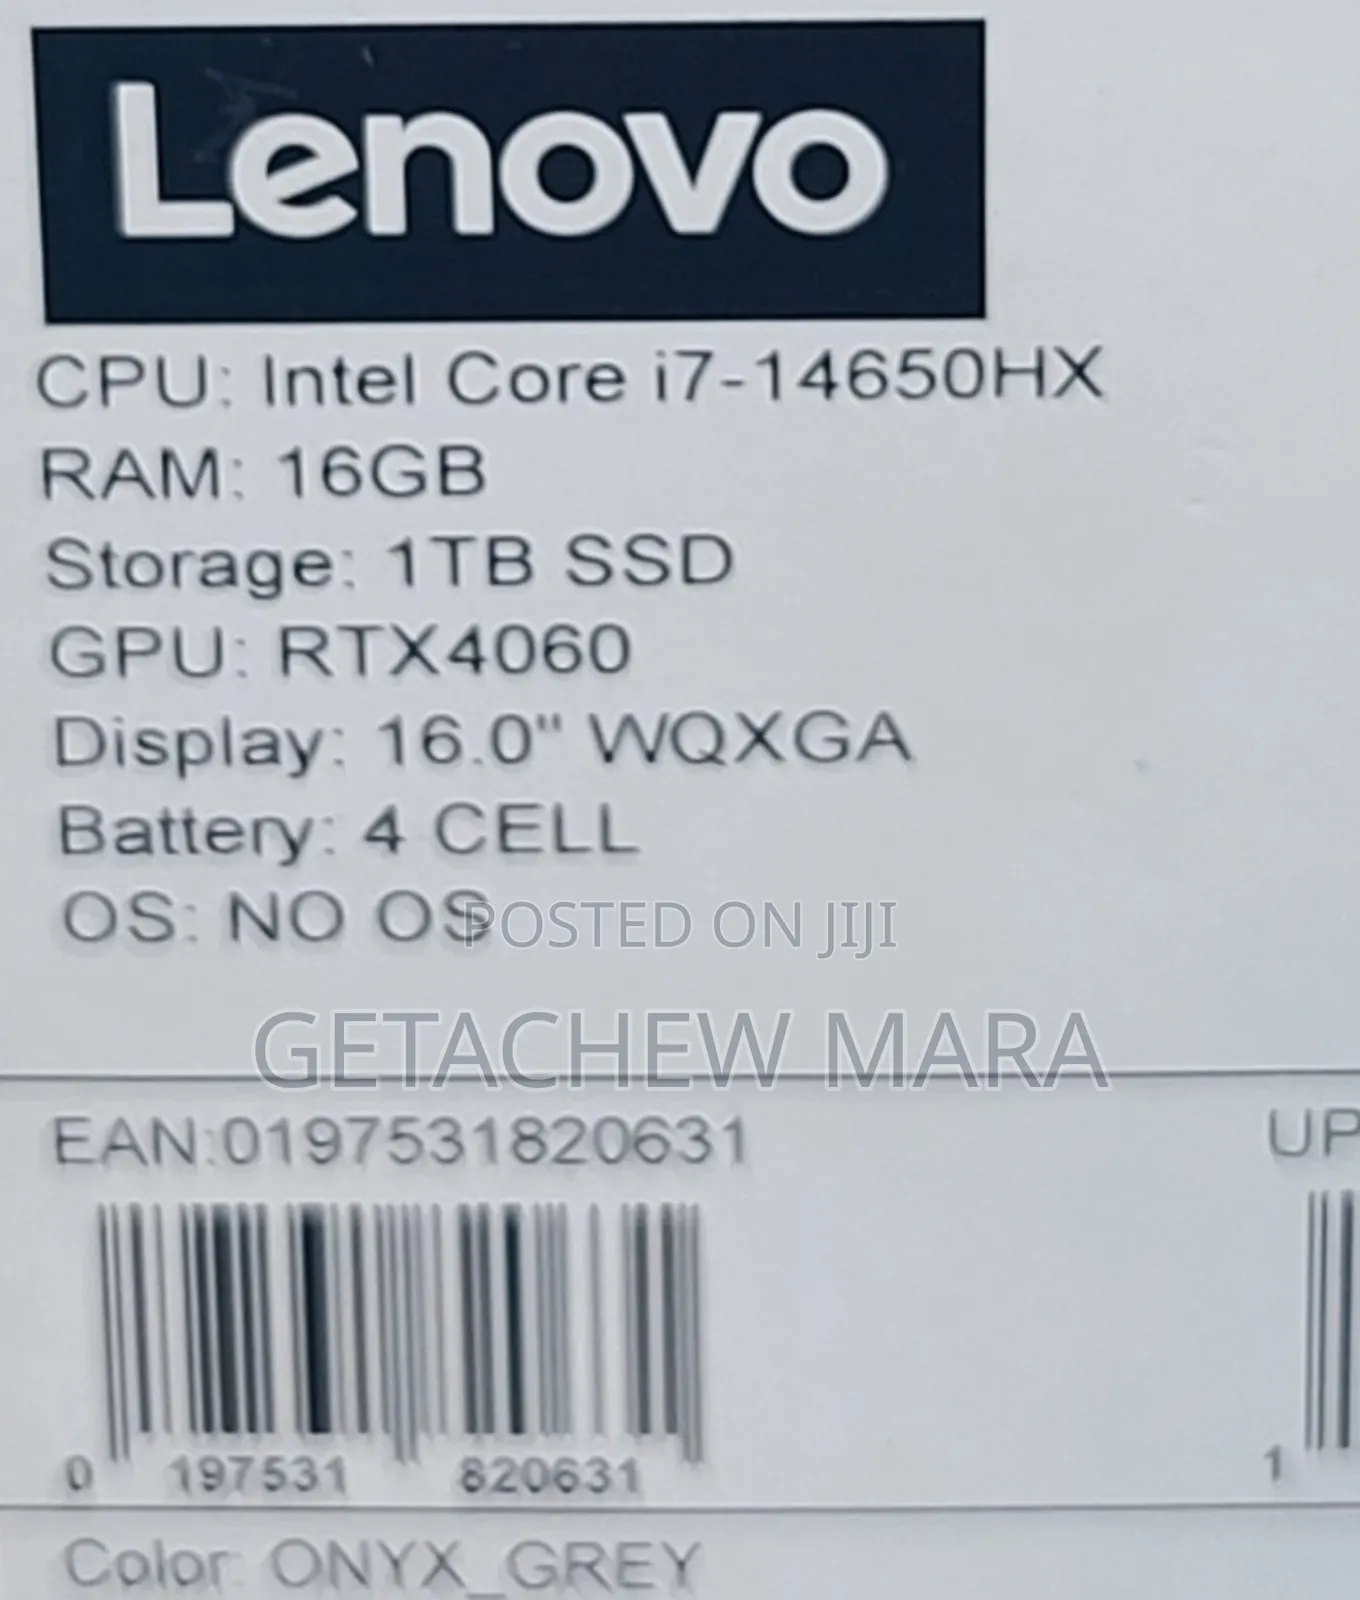 Lenovo
CPU: Intel Core i7-14650HX
RAM: 16GB
Storage: 1TB SSD
GPU: RTX4060
Display: 16.0" WQXGA
Battery: 4 CELL
OS: NO OS
POSTED ON JIJI
GETACHEW MARA
EAN:0197531820631
UP
0 197531 820631
1
Color: ONYX_GREY